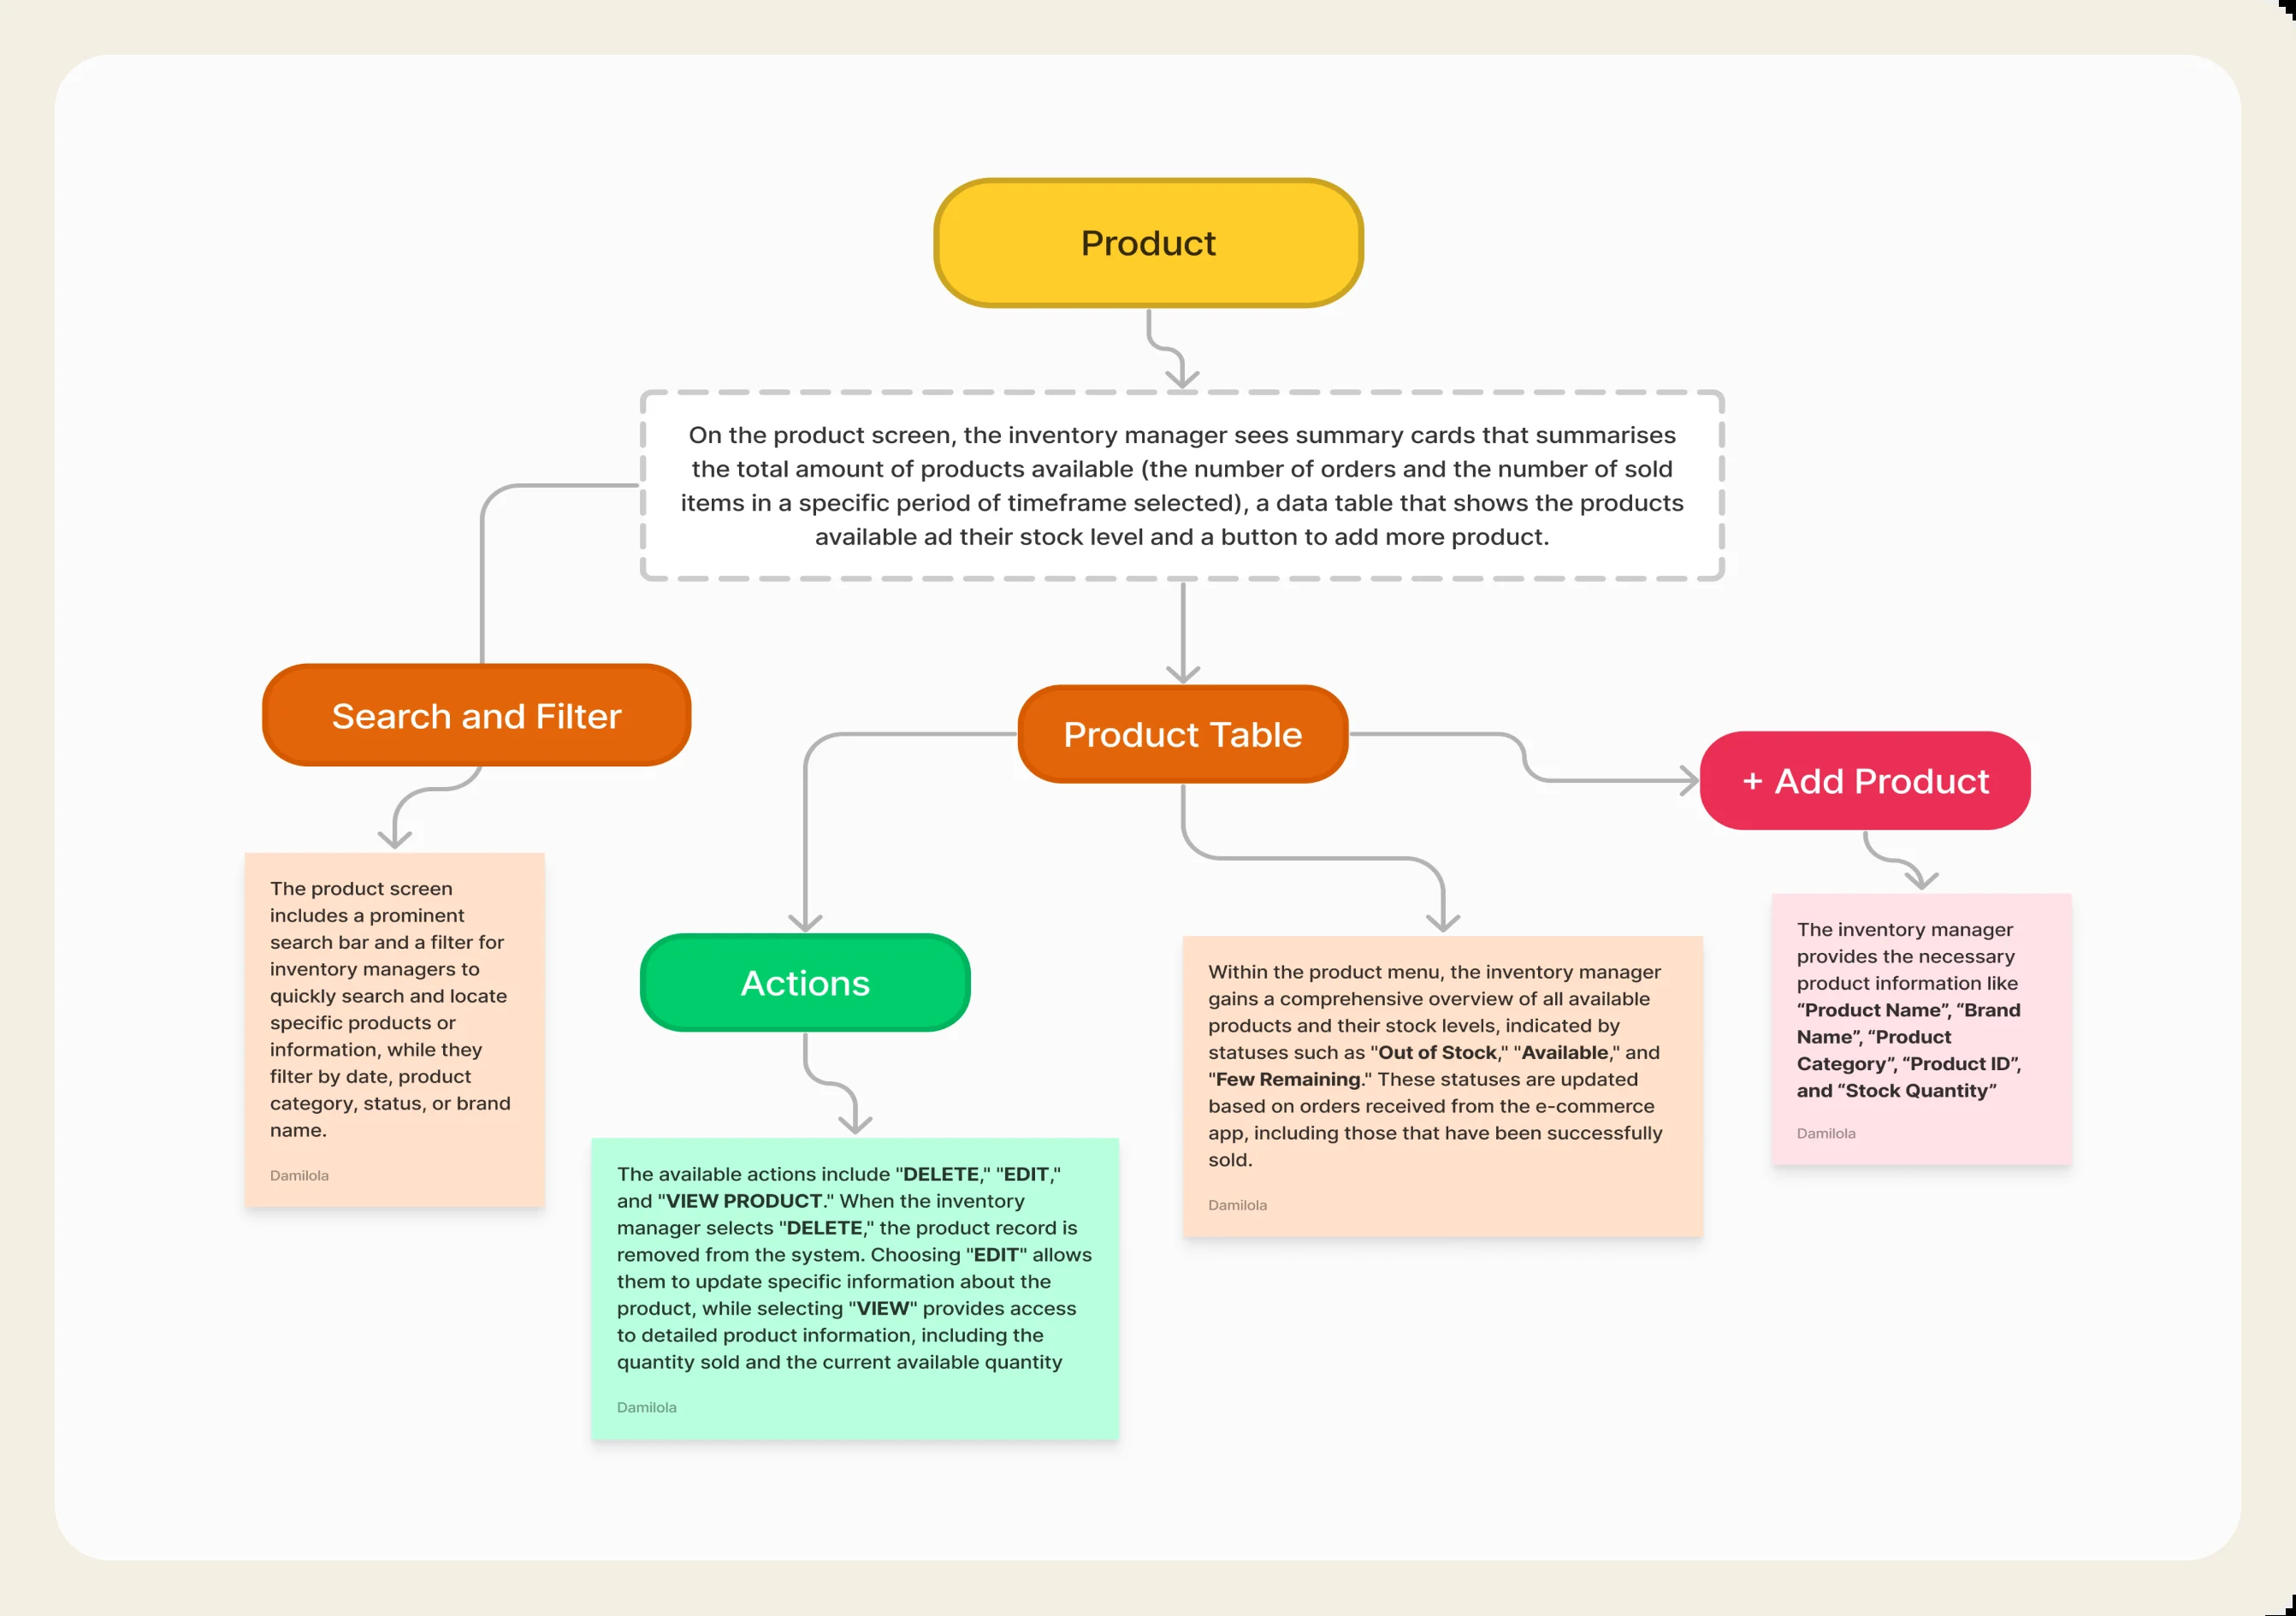 Product
On the product screen, the inventory manager sees summary cards that summarises
the total amount of products available (the number of orders and the number of sold
items in a specific period of timeframe selected), a data table that shows the products
available ad their stock level and a button to add more product.
Search and Filter
Product Table
+ Add Product
The product screen
includes a prominent
search bar and a filter for
inventory managers to
quickly search and locate
specific products or
information, while they
filter by date, product
category, status, or brand
name.
Damilola
Actions
The available actions include "DELETE," "EDIT,"
and "VIEW PRODUCT." When the inventory
manager selects "DELETE," the product record is
removed from the system. Choosing "EDIT" allows
them to update specific information about the
product, while selecting "VIEW" provides access
to detailed product information, including the
quantity sold and the current available quantity
Damilola
Within the product menu, the inventory manager
gains a comprehensive overview of all available
products and their stock levels, indicated by
statuses such as "Out of Stock," "Available," and
"Few Remaining." These statuses are updated
based on orders received from the e-commerce
app, including those that have been successfully
sold.
Damilola
The inventory manager
provides the necessary
product information like
“Product Name”, “Brand
Name”, “Product
Category”, “Product ID”,
and “Stock Quantity”
Damilola